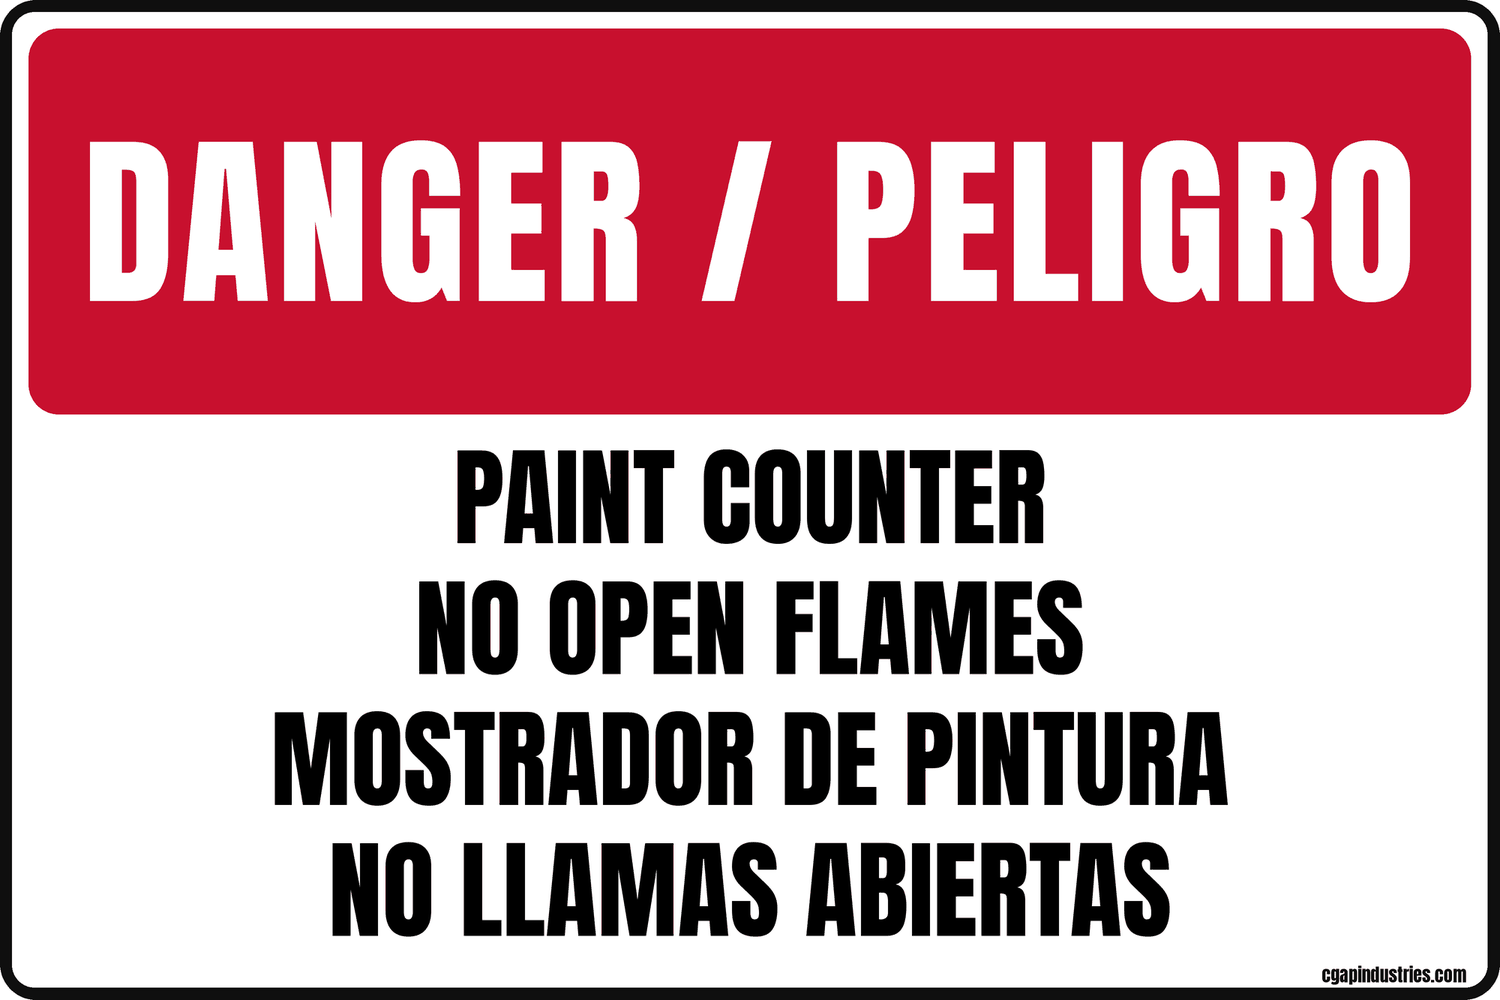 DANGER / PELIGRO
PAINT COUNTER
NO OPEN FLAMES
MOSTRADOR DE PINTURA
NO LLAMAS ABIERTAS
cgapindustries.com